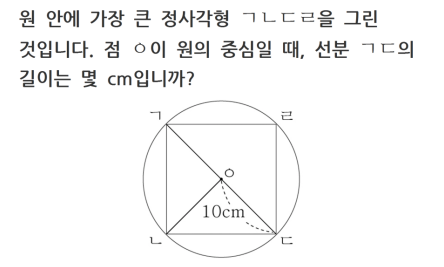 원 안에 가장 큰 정사각형 ㄱㄴㄷㄹ을 그린
것입니다. 점 ㅇ이 원의 중심일 때, 선분 ㄱㄷ의
길이는 몇 cm입니까?
ㄱ ㄹ
ㅇ
10cm
ㄴ ㄷ